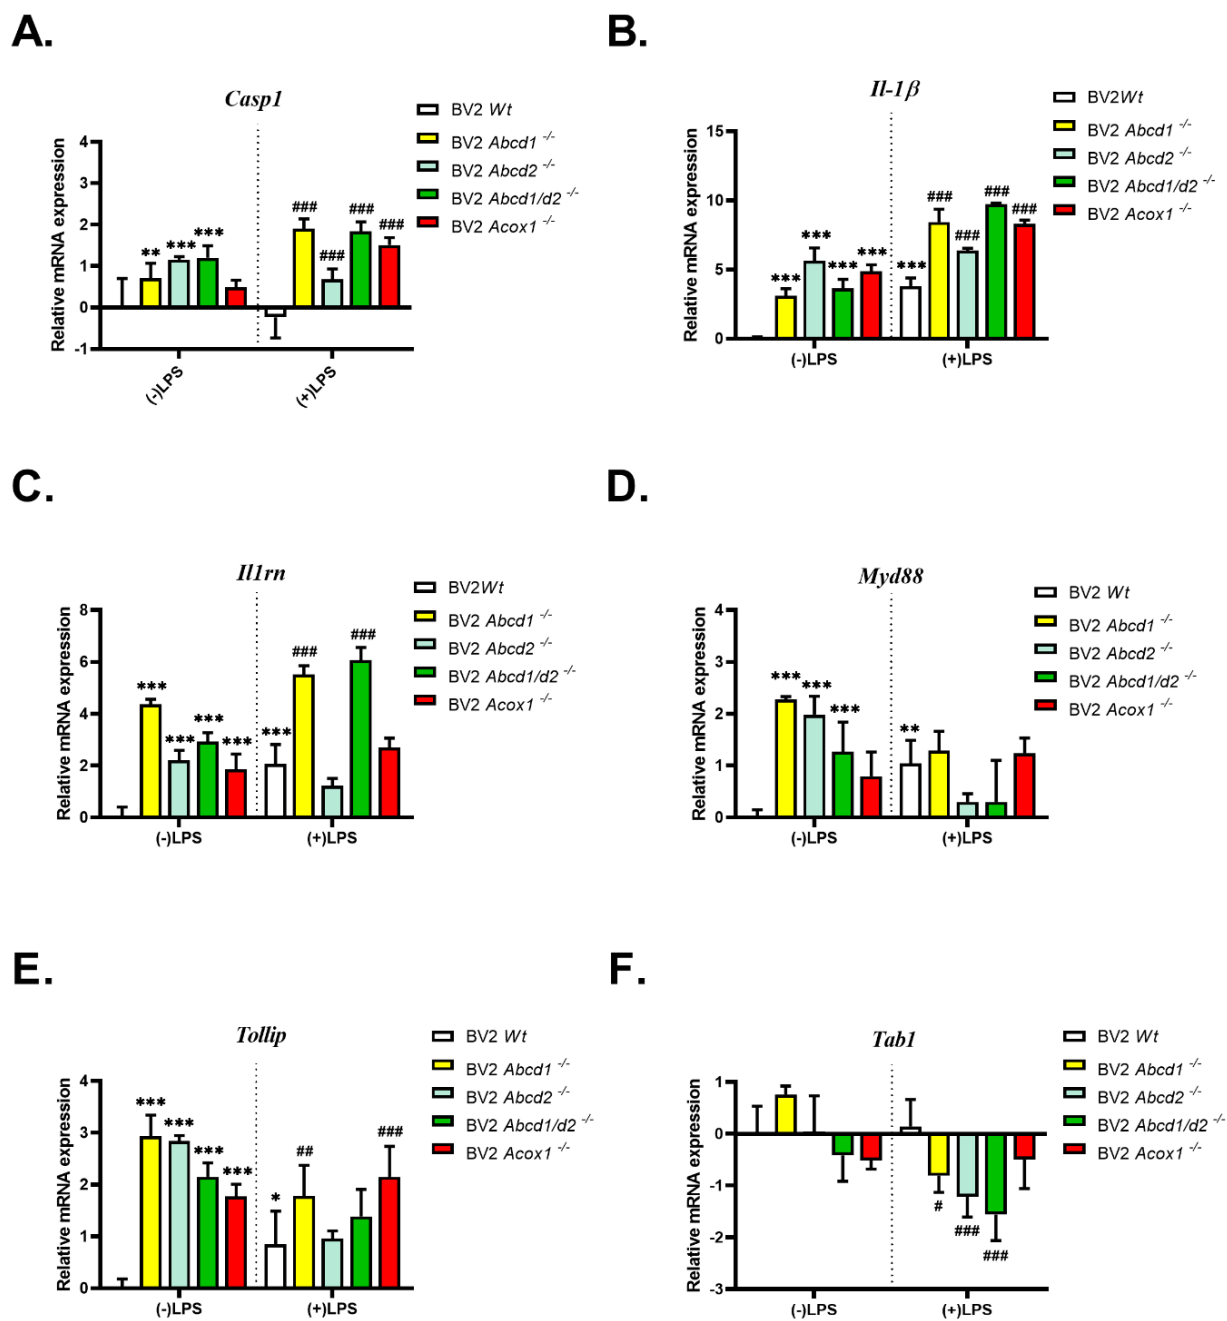 A.
Casp1
Relative mRNA expression
4
3
2
1
0
-1
** *** ***
### ### ### ###
(-)LPS
(+)LPS
BV2 Wt
BV2 Abcd1 -/-
BV2 Abcd2 -/-
BV2 Abcd1/d2 -/-
BV2 Acox1 -/-
B.
Il-1β
Relative mRNA expression
15
10
5
0
*** *** *** ***
*** ### ### ### ###
(-)LPS
(+)LPS
BV2Wt
BV2 Abcd1 -/-
BV2 Abcd2 -/-
BV2 Abcd1/d2 -/-
BV2 Acox1 -/-
C.
Il1rn
Relative mRNA expression
8
6
4
2
0
*** *** *** ***
*** ### ###
(-)LPS
(+)LPS
BV2Wt
BV2 Abcd1 -/-
BV2 Abcd2 -/-
BV2 Abcd1/d2 -/-
BV2 Acox1 -/-
D.
Myd88
Relative mRNA expression
4
3
2
1
0
*** *** ***
**
(-)LPS
(+)LPS
BV2 Wt
BV2 Abcd1 -/-
BV2 Abcd2 -/-
BV2 Abcd1/d2 -/-
BV2 Acox1 -/-
E.
Tollip
Relative mRNA expression
4
3
2
1
0
*** *** *** ***
* ## ###
(-)LPS
(+)LPS
BV2 Wt
BV2 Abcd1 -/-
BV2 Abcd2 -/-
BV2 Abcd1/d2 -/-
BV2 Acox1 -/-
F.
Tab1
Relative mRNA expression
1
0
-1
-2
-3
# ### ###
(-)LPS
(+)LPS
BV2 Wt
BV2 Abcd1 -/-
BV2 Abcd2 -/-
BV2 Abcd1/d2 -/-
BV2 Acox1 -/-